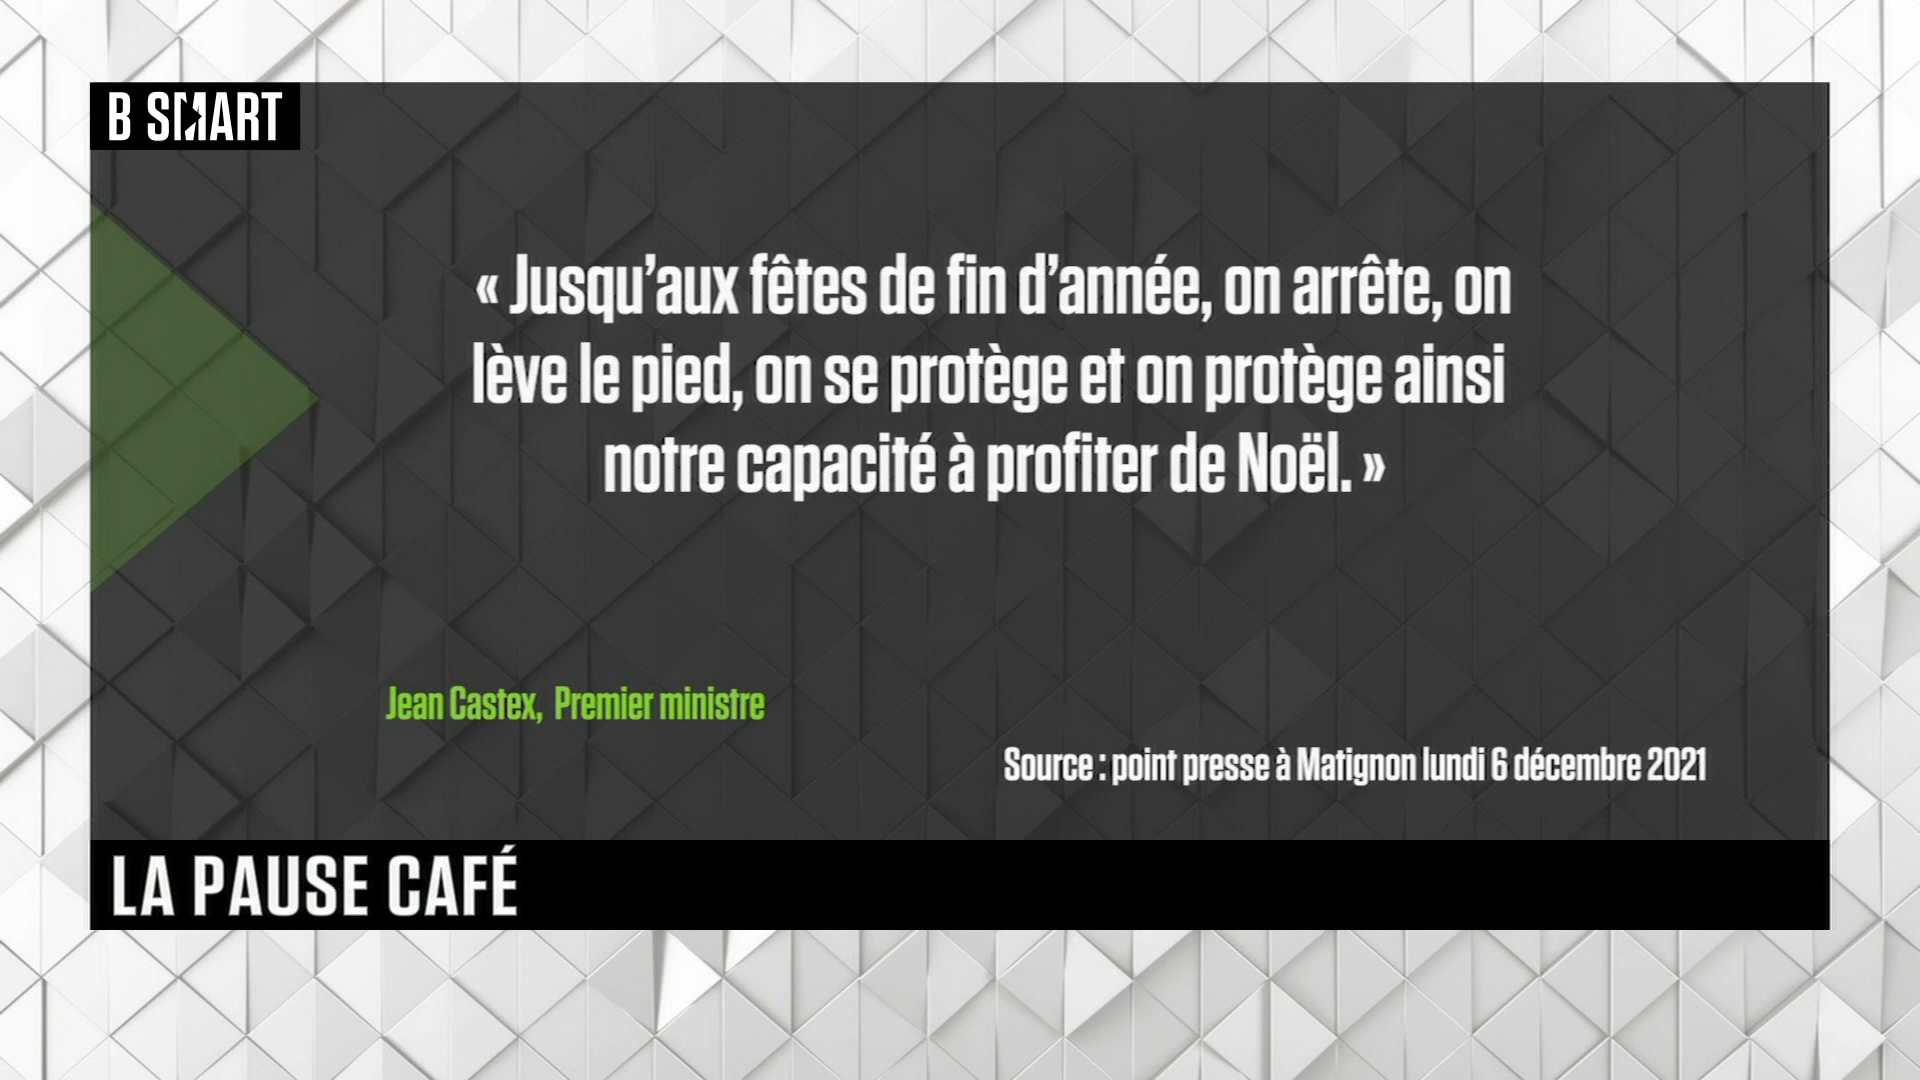 B SMART
« Jusqu’aux fêtes de fin d’année, on arrête, on
lève le pied, on se protège et on protège ainsi
notre capacité à profiter de Noël. »
Jean Castex, Premier ministre
Source : point presse à Matignon lundi 6 décembre 2021
LA PAUSE CAFÉ